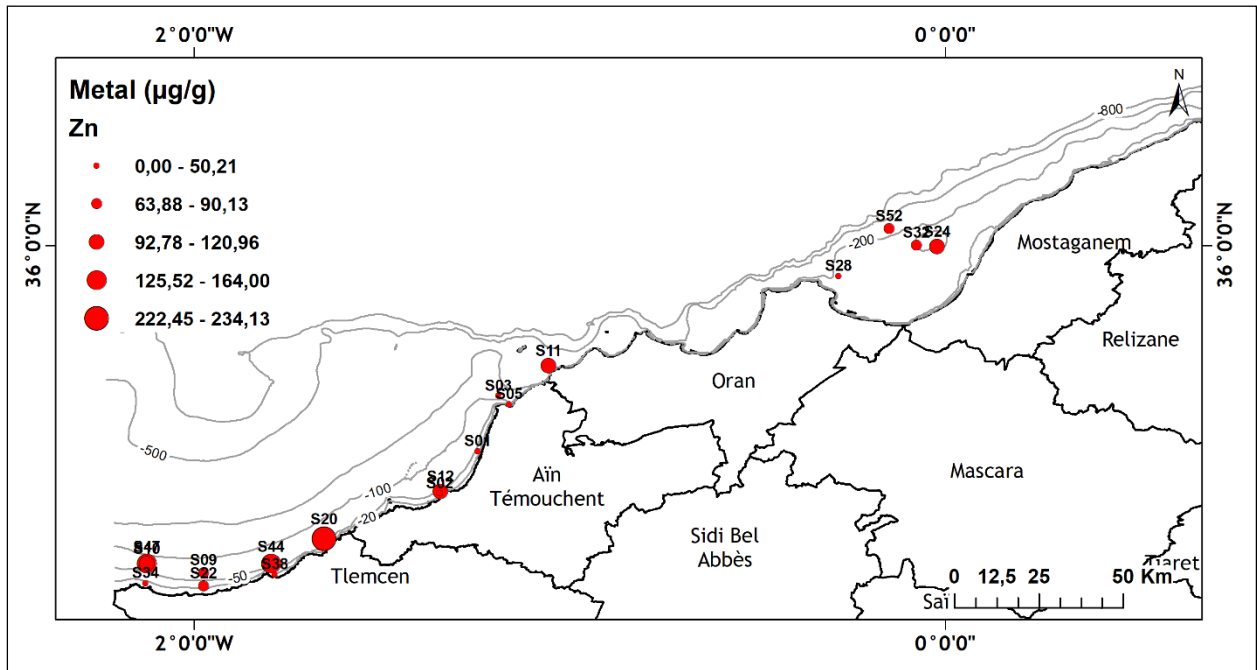 2°0'0"W
0°0'0"
N
Metal (µg/g)
Zn
0,00 - 50,21
63,88 - 90,13
92,78 - 120,96
125,52 - 164,00
222,45 - 234,13
36°0'0"N
36°0'0"N
-800
S52
S32
S24
-200
S28
Mostaganem
Relizane
S11
Oran
S03
S05
-500
S01
Aïn
Témouchent
Mascara
S12
S02
-100
-20
S20
Sidi Bel
Abbès
S10
S09
S44
S38
S34
S22
-50
Tlemcen
Tiaret
0
12,5
25
50 Km
Saï
2°0'0"W
0°0'0"